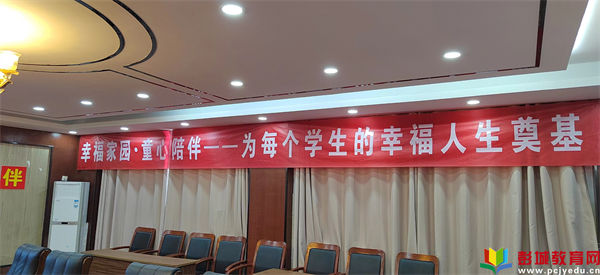 幸福家园·童心陪伴——为每个学生的幸福人生奠基
伴
彭城教育网
www.pcjyedu.cn